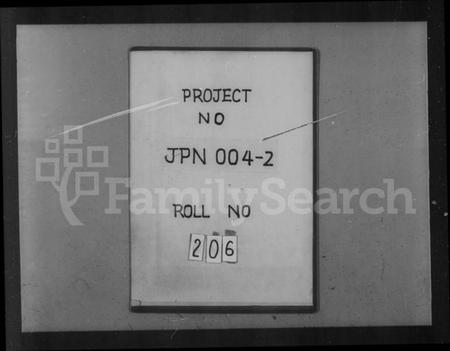 PROJECT
NO
JPN 004-2
FamilySearch
ROLL NO
206